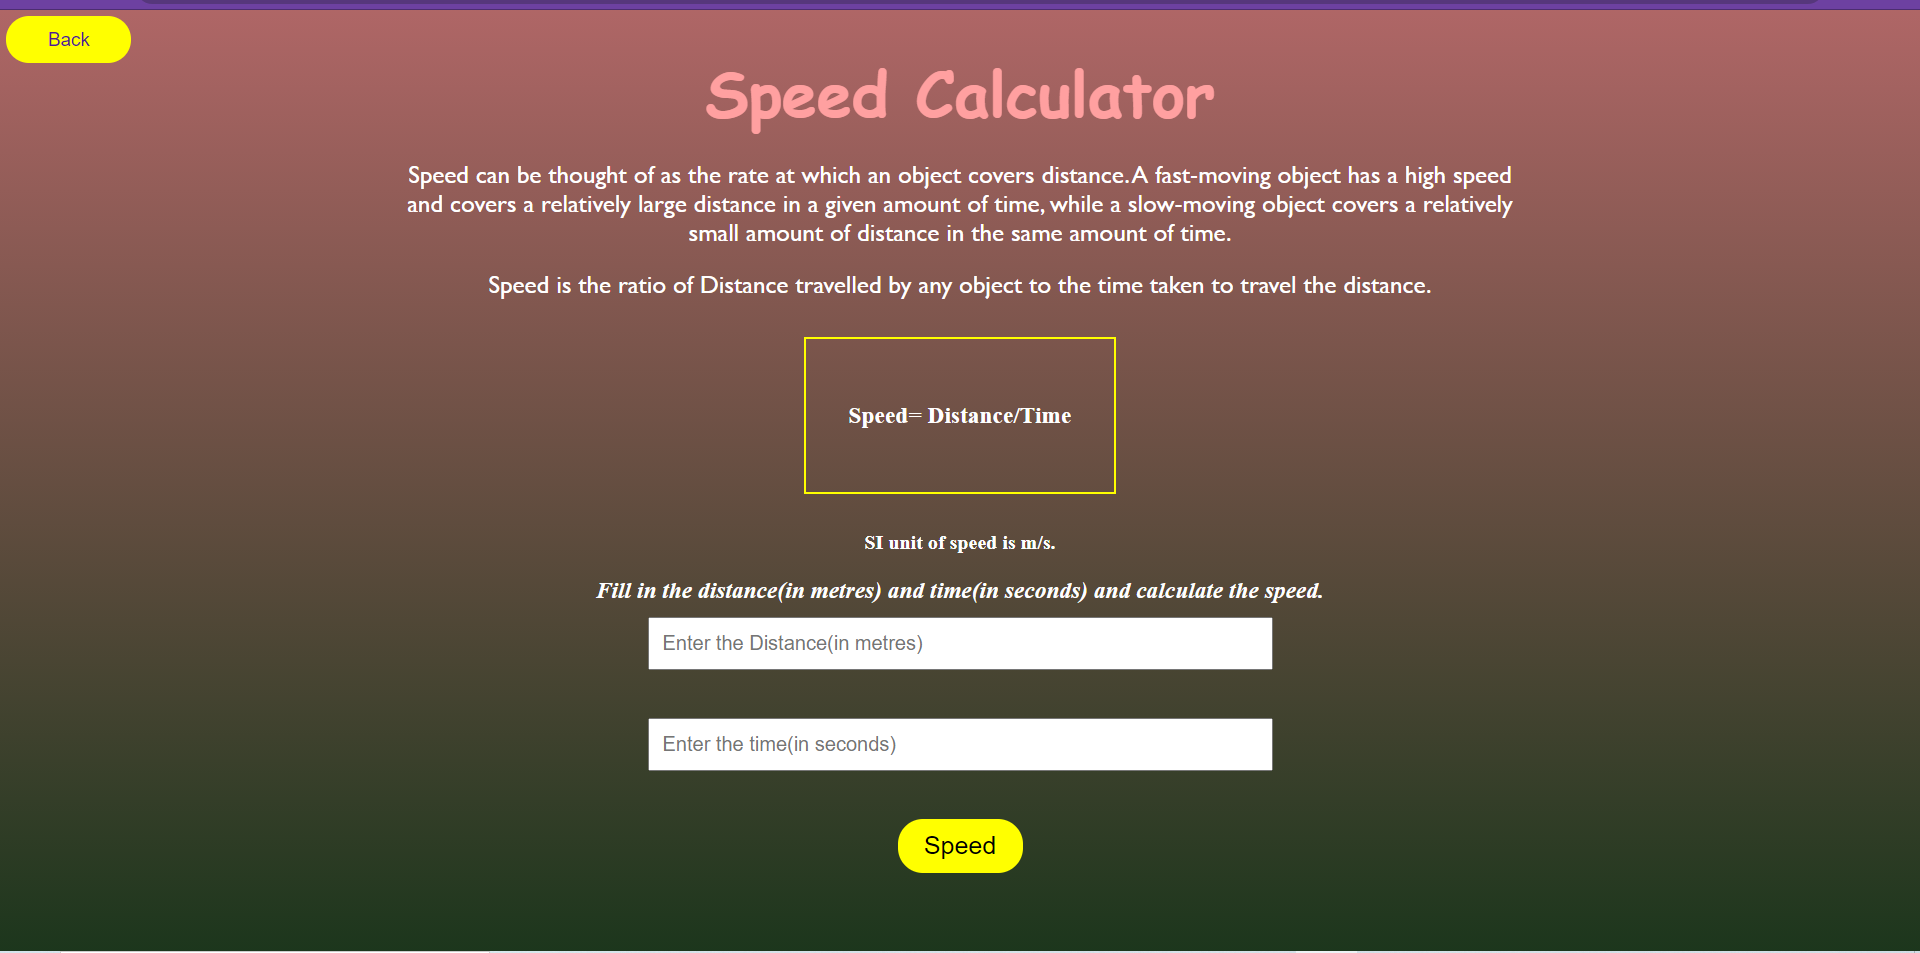 Back
Speed Calculator
Speed can be thought of as the rate at which an object covers distance. A fast-moving object has a high speed
and covers a relatively large distance in a given amount of time, while a slow-moving object covers a relatively
small amount of distance in the same amount of time.
Speed is the ratio of Distance travelled by any object to the time taken to travel the distance.
Speed= Distance/Time
SI unit of speed is m/s.
Fill in the distance(in metres) and time(in seconds) and calculate the speed.
Enter the Distance(in metres)
Enter the time(in seconds)
Speed